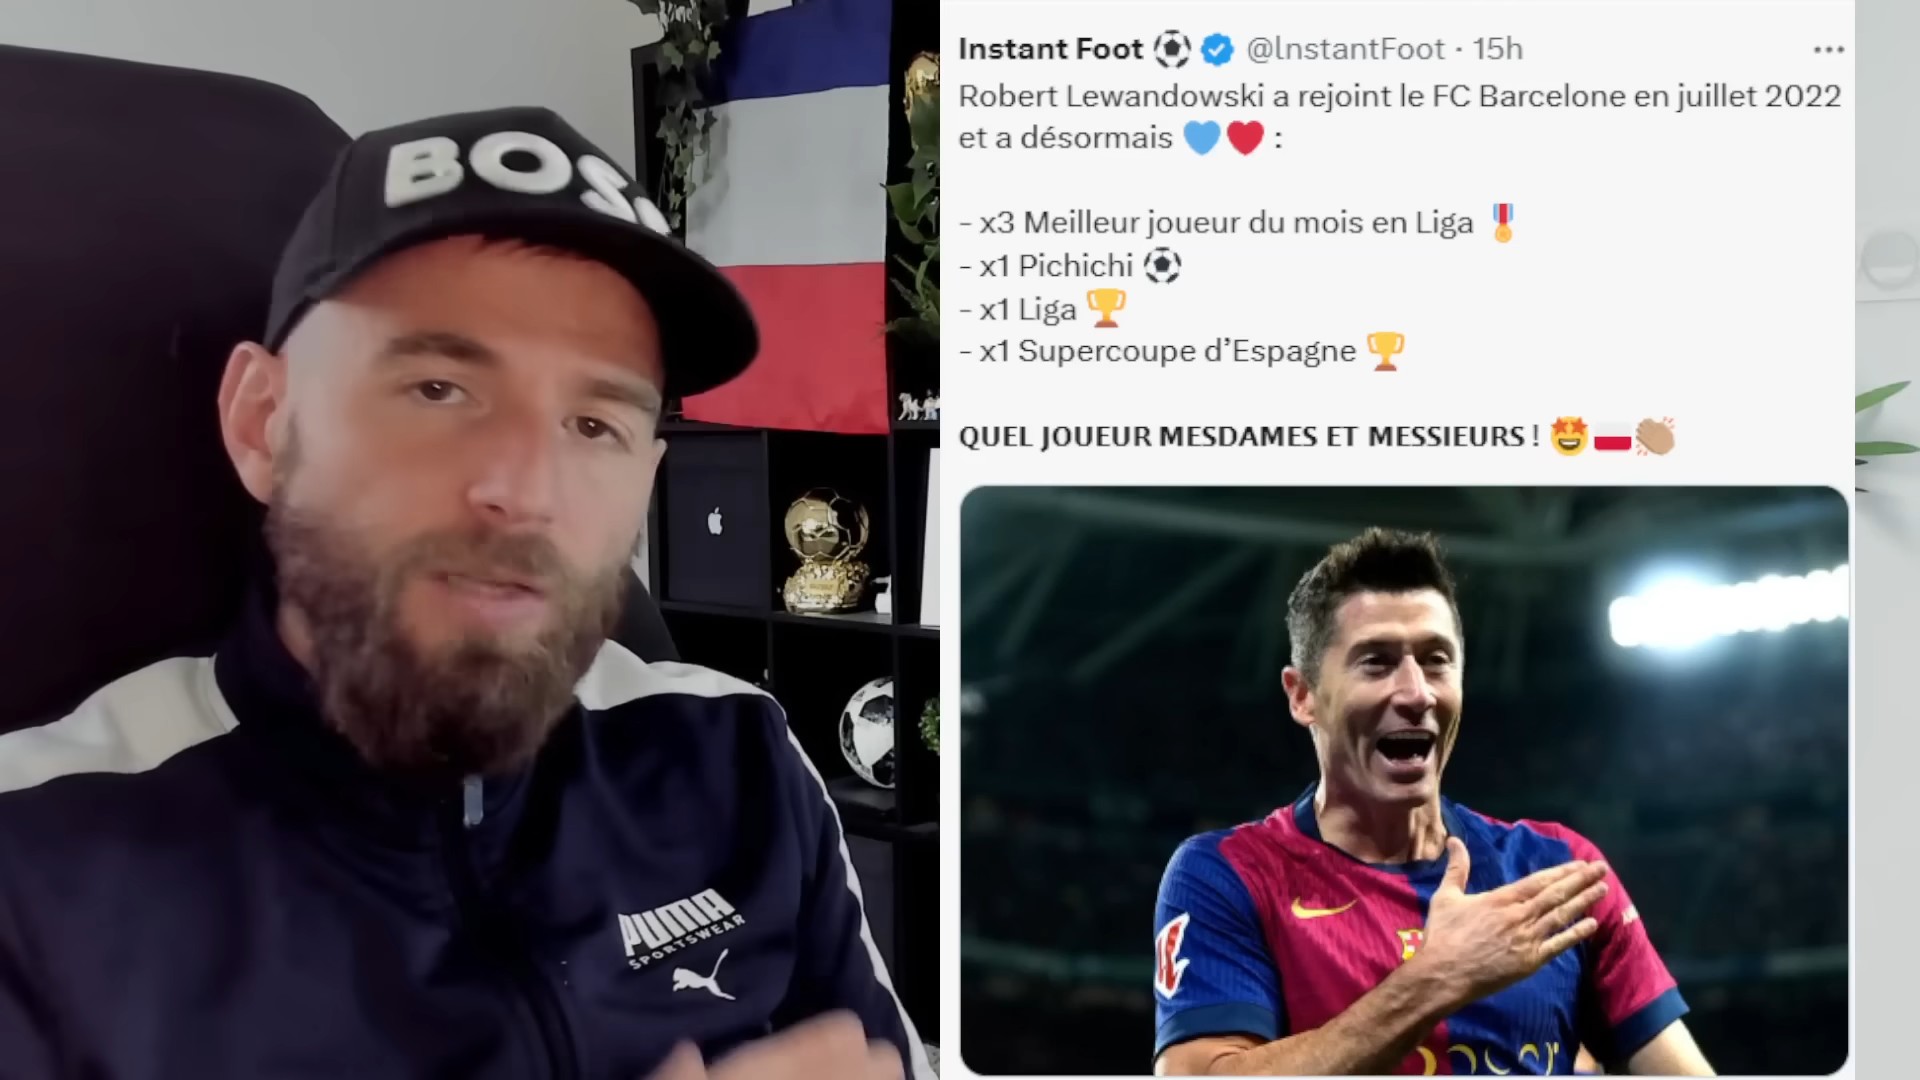 BOSS
PUMA
SPORTSWEAR
Instant Foot ⚽ @lnstantFoot · 15h
Robert Lewandowski a rejoint le FC Barcelone en juillet 2022
et a désormais 💙❤️ :
- x3 Meilleur joueur du mois en Liga 🎖️
- x1 Pichichi ⚽
- x1 Liga 🏆
- x1 Supercoupe d’Espagne 🏆
QUEL JOUEUR MESDAMES ET MESSIEURS ! 🤩🇵🇱👏🏼